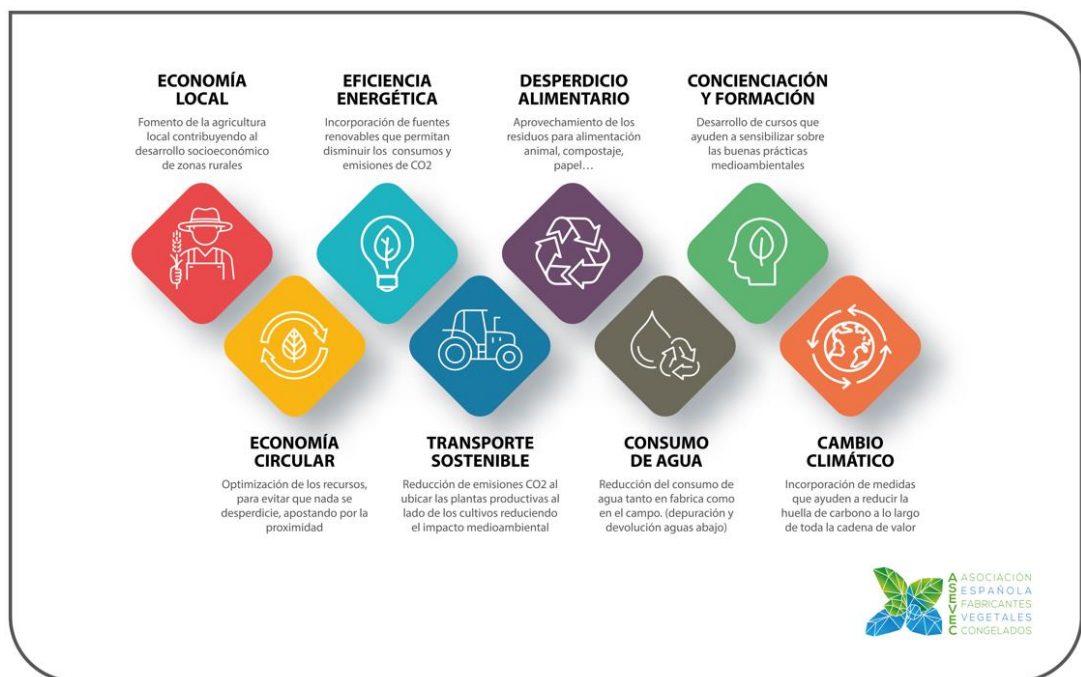 ECONOMÍA
LOCAL
Fomento de la agricultura
local contribuyendo al
desarrollo socioeconómico
de zonas rurales
EFICIENCIA
ENERGÉTICA
Incorporación de fuentes
renovables que permitan
disminuir los consumos y
emisiones de CO2
DESPERDICIO
ALIMENTARIO
Aprovechamiento de los
residuos para alimentación
animal, compostaje,
papel...
CONCIENCIACIÓN
Y FORMACIÓN
Desarrollo de cursos que
ayuden a sensibilizar sobre
las buenas prácticas
medioambientales
ECONOMÍA
CIRCULAR
Optimización de los recursos,
para evitar que nada se
desperdicie, apostando por la
proximidad
TRANSPORTE
SOSTENIBLE
Reducción de emisiones CO2 al
ubicar las plantas productivas al
lado de los cultivos reduciendo
el impacto medioambiental
CONSUMO
DE AGUA
Reducción del consumo de
agua tanto en fabrica como
en el campo. (depuración y
devolución aguas abajo)
CAMBIO
CLIMÁTICO
Incorporación de medidas
que ayuden a reducir la
huella de carbono a lo largo
de toda la cadena de valor
ASEVEC
ASOCIACIÓN
ESPAÑOLA
FABRICANTES
VEGETALES
CONGELADOS